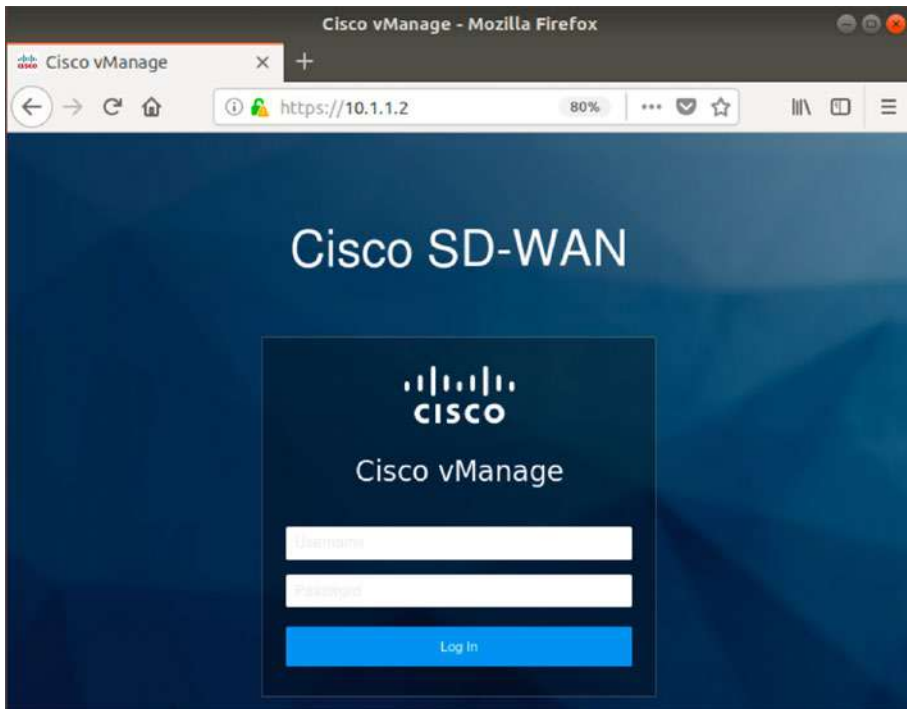 Cisco vManage - Mozilla Firefox
Cisco vManage
https://10.1.1.2
80%
Cisco SD-WAN
CISCO
Cisco vManage
Username
Password
Log In